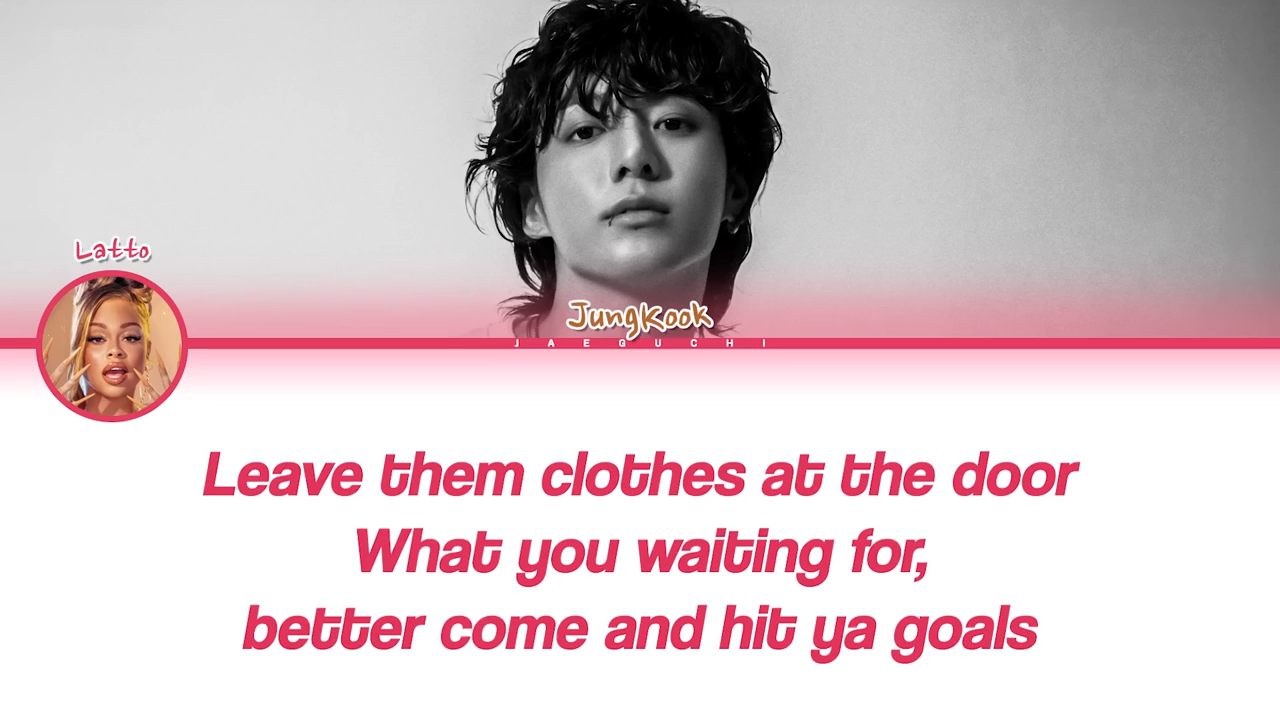 Latto
JungKook
JAEGUCHI
Leave them clothes at the door
What you waiting for,
better come and hit ya goals